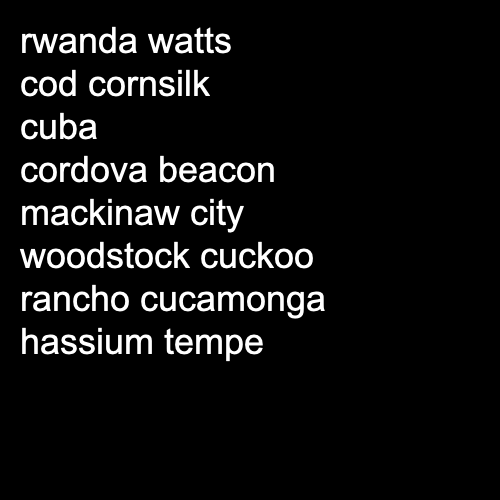 rwanda watts
cod cornsilk
cuba
cordova beacon
mackinaw city
woodstock cuckoo
rancho cucamonga
hassium tempe